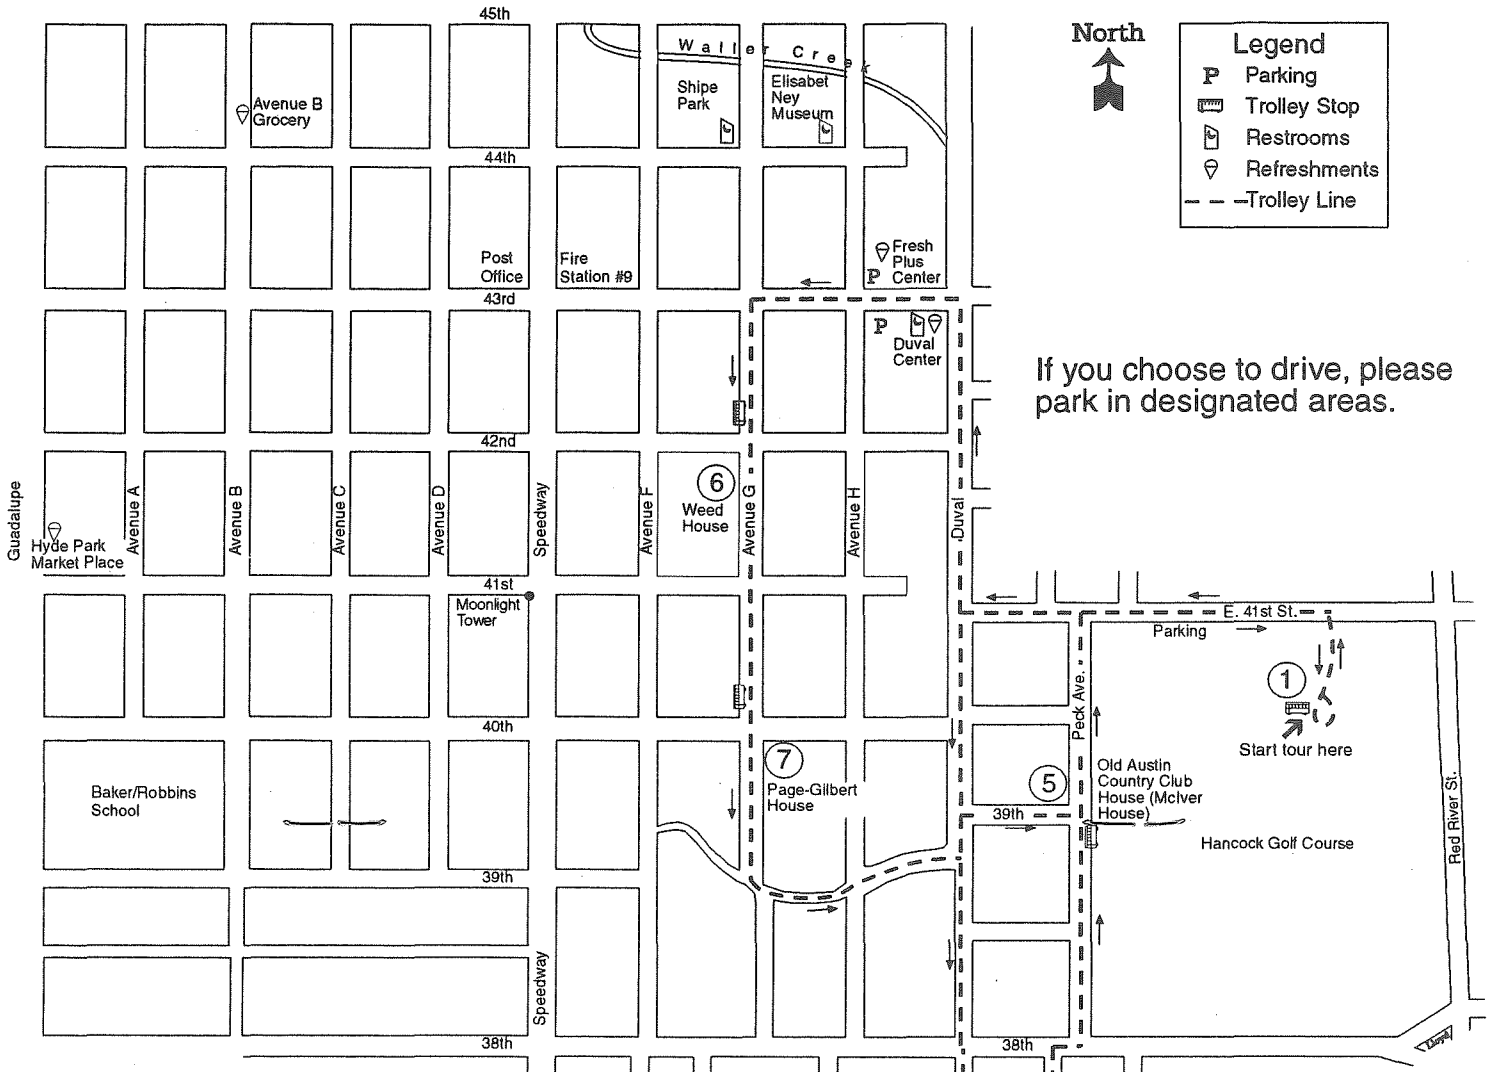 45th
North
Legend
P Parking
Trolley Stop
Restrooms
Refreshments
Trolley Line
Waller Creek
Shipe
Park
Elisabet
Ney
Museum
Avenue B
Grocery
44th
Post
Office
Fire
Station #9
Fresh
Plus
Center
P
43rd
P
Duval
Center
If you choose to drive, please
park in designated areas.
42nd
Guadalupe
Avenue A
Avenue B
Avenue C
Avenue D
Speedway
Avenue F
6
Weed
House
Avenue G
Avenue H
Duval
Hyde Park
Market Place
41st
Moonlight
Tower
E. 41st St.
Parking
1
Start tour here
Peck Ave.
40th
7
Page-Gilbert
House
5
Old Austin
Country Club
House (McIver
House)
Baker/Robbins
School
39th
Hancock Golf Course
Red River St.
39th
Speedway
38th
38th